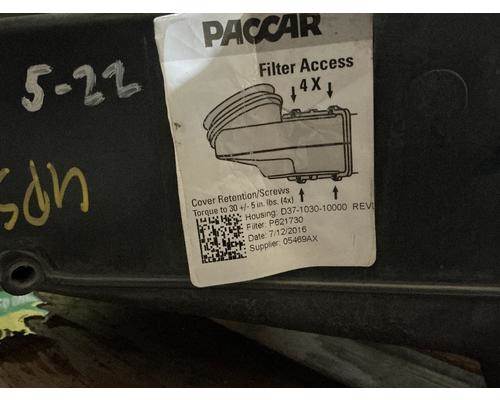 PACCAR
Filter Access
4 X
5-22
Cover Retention/Screws
Torque to 30 +/- 5 in. lbs. (4x)
Housing: D37-1030-10000 REV
Filter: P621730
Date: 7/12/2016
Supplier: 05469AX